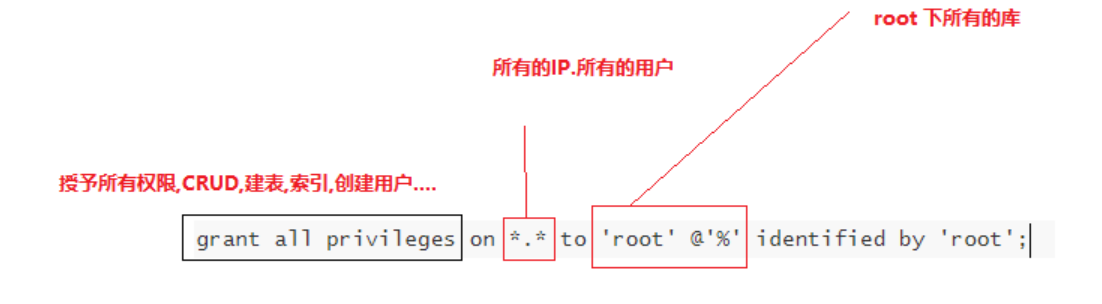 root 下所有的库
所有的IP.所有的用户
授予所有权限,CRUD,建表,索引,创建用户....
grant all privileges on *.* to 'root' @'%' identified by 'root';